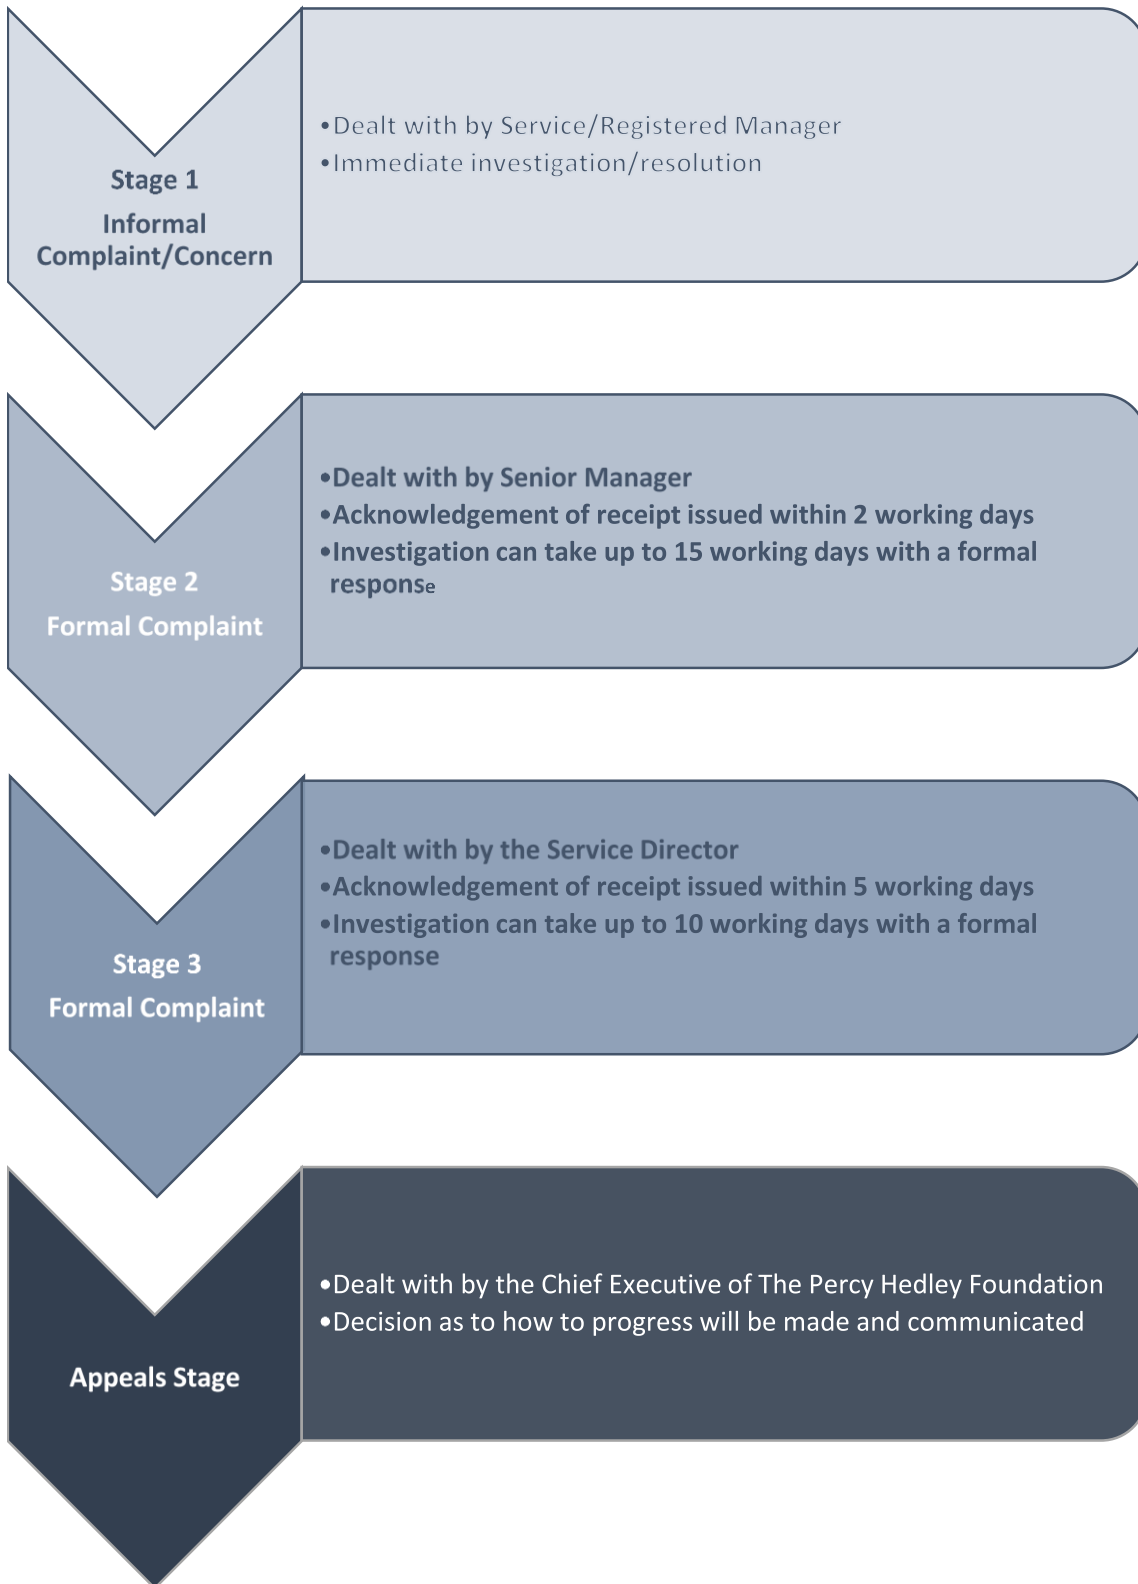 Stage 1
Informal
Complaint/Concern
•Dealt with by Service/Registered Manager
•Immediate investigation/resolution
Stage 2
Formal Complaint
•Dealt with by Senior Manager
•Acknowledgement of receipt issued within 2 working days
•Investigation can take up to 15 working days with a formal
response
Stage 3
Formal Complaint
•Dealt with by the Service Director
•Acknowledgement of receipt issued within 5 working days
•Investigation can take up to 10 working days with a formal
response
Appeals Stage
•Dealt with by the Chief Executive of The Percy Hedley Foundation
•Decision as to how to progress will be made and communicated